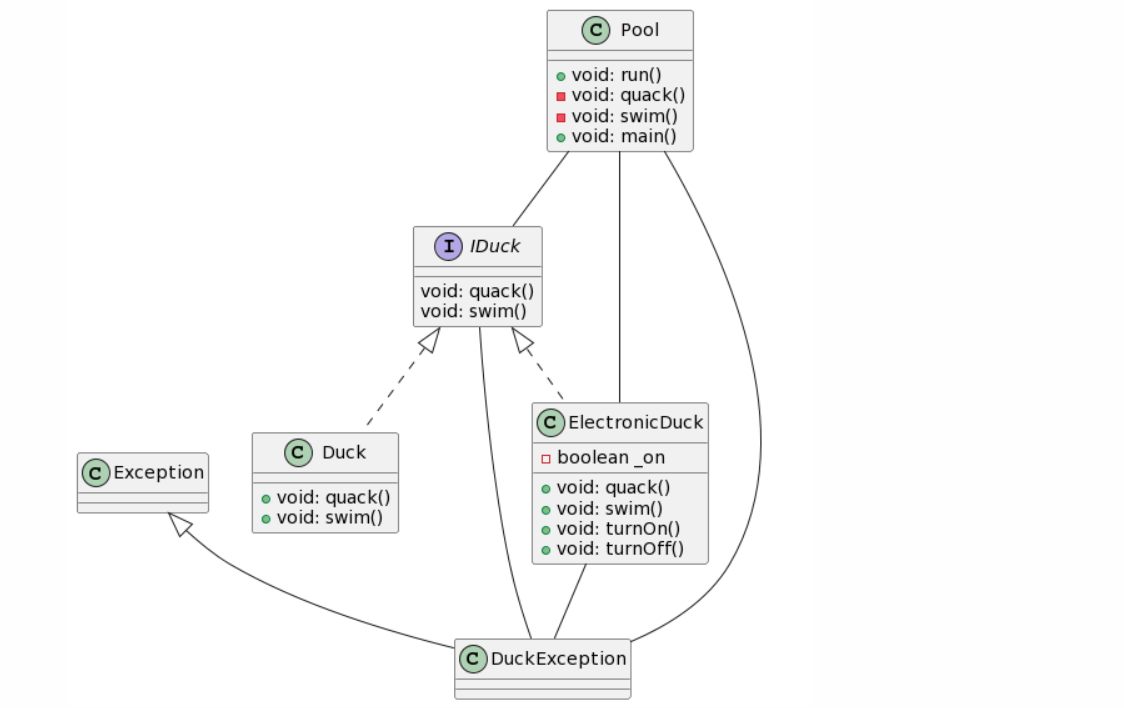 C Pool
void: run()
void: quack()
void: swim()
void: main()
I IDuck
void: quack()
void: swim()
C ElectronicDuck
boolean _on
void: quack()
void: swim()
void: turnOn()
void: turnOff()
C Duck
void: quack()
void: swim()
C Exception
C DuckException